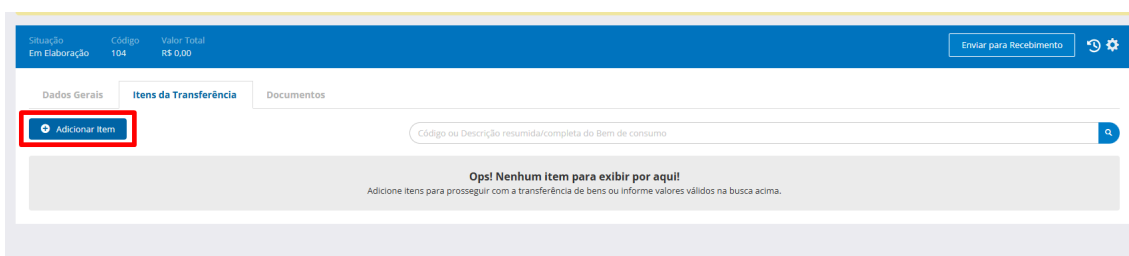 Situação Código Valor Total
Em Elaboração 104 R$ 0,00
Enviar para Recebimento
Dados Gerais Itens da Transferência Documentos
Adicionar Item
Código ou Descrição resumida/completa do Bem de consumo
Ops! Nenhum item para exibir por aqui!
Adicione itens para prosseguir com a transferência de bens ou informe valores válidos na busca acima.